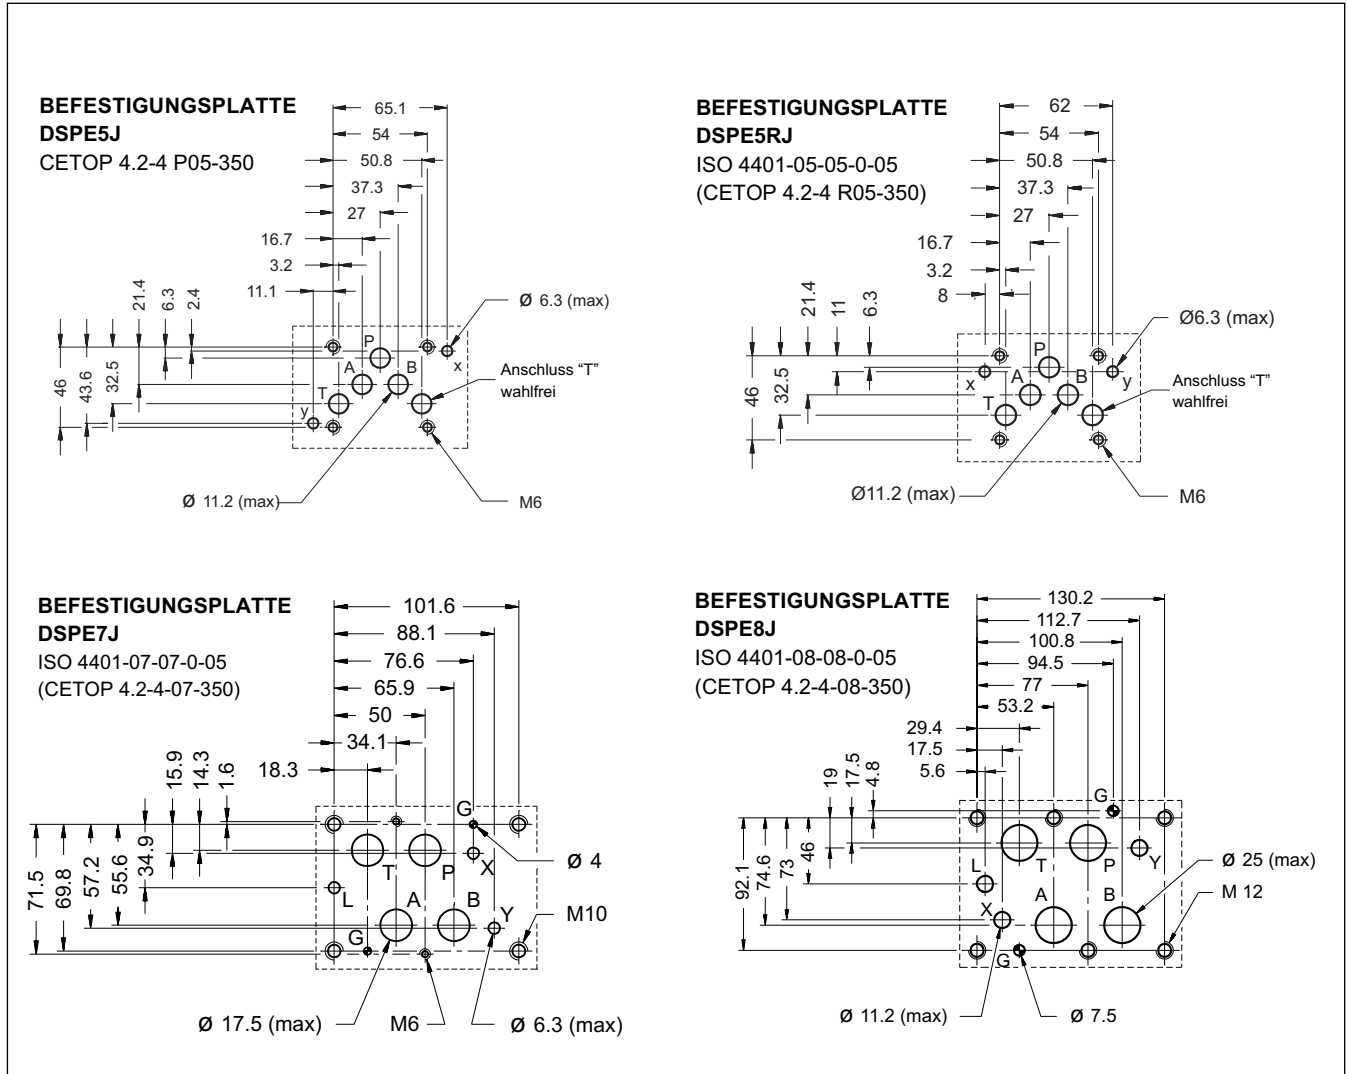 BEFESTIGUNGSPLATTE
DSPE5J
CETOP 4.2-4 P05-350
65.1
54
50.8
37.3
27
16.7
3.2
11.1
21.4
6.3
2.4
46
43.6
32.5
P
A
B
T
x
y
Ø 6.3 (max)
Anschluss “T”
wahlfrei
Ø 11.2 (max)
M6
BEFESTIGUNGSPLATTE
DSPE5RJ
ISO 4401-05-05-0-05
(CETOP 4.2-4 R05-350)
62
54
50.8
37.3
27
16.7
3.2
8
21.4
11
6.3
46
32.5
P
A
B
T
x
y
Ø6.3 (max)
Anschluss “T”
wahlfrei
Ø11.2 (max)
M6
BEFESTIGUNGSPLATTE
DSPE7J
ISO 4401-07-07-0-05
(CETOP 4.2-4-07-350)
101.6
88.1
76.6
65.9
50
34.1
18.3
15.9
14.3
1.6
71.5
69.8
57.2
55.6
34.9
G
T
P
X
L
A
B
Y
G
Ø 4
M10
Ø 17.5 (max)
M6
Ø 6.3 (max)
BEFESTIGUNGSPLATTE
DSPE8J
ISO 4401-08-08-0-05
(CETOP 4.2-4-08-350)
130.2
112.7
100.8
94.5
77
53.2
29.4
17.5
5.6
19
17.5
4.8
92.1
74.6
73
46
G
T
P
Y
L
A
B
X
G
Ø 25 (max)
M 12
Ø 11.2 (max)
Ø 7.5